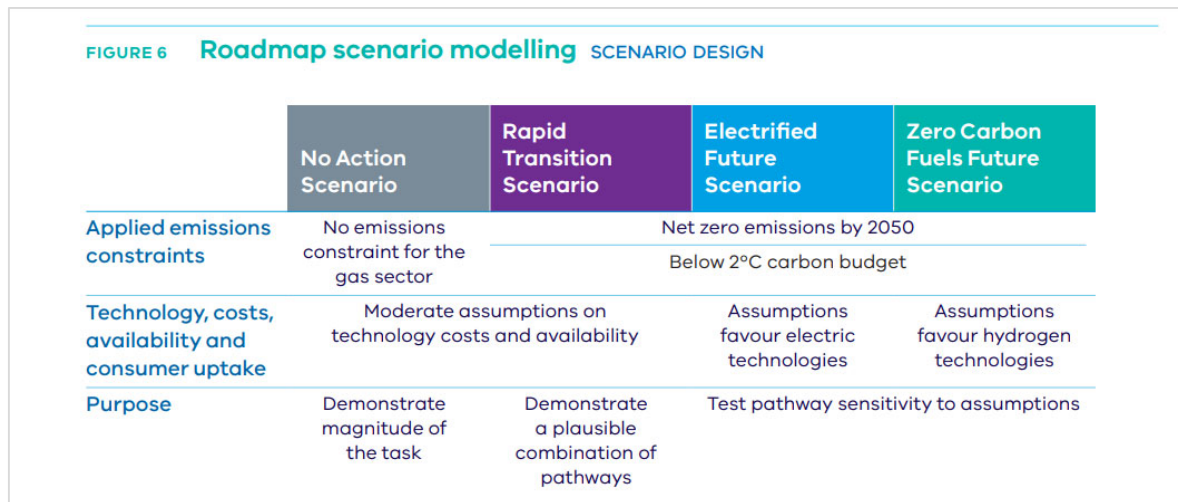 FIGURE 6 Roadmap scenario modelling SCENARIO DESIGN
No Action
Scenario
Rapid
Transition
Scenario
Electrified
Future
Scenario
Zero Carbon
Fuels Future
Scenario
Applied emissions
constraints
No emissions
constraint for the
gas sector
Net zero emissions by 2050
Below 2°C carbon budget
Technology, costs,
availability and
consumer uptake
Moderate assumptions on
technology costs and availability
Assumptions
favour electric
technologies
Assumptions
favour hydrogen
technologies
Purpose
Demonstrate
magnitude of
the task
Demonstrate
a plausible
combination of
pathways
Test pathway sensitivity to assumptions